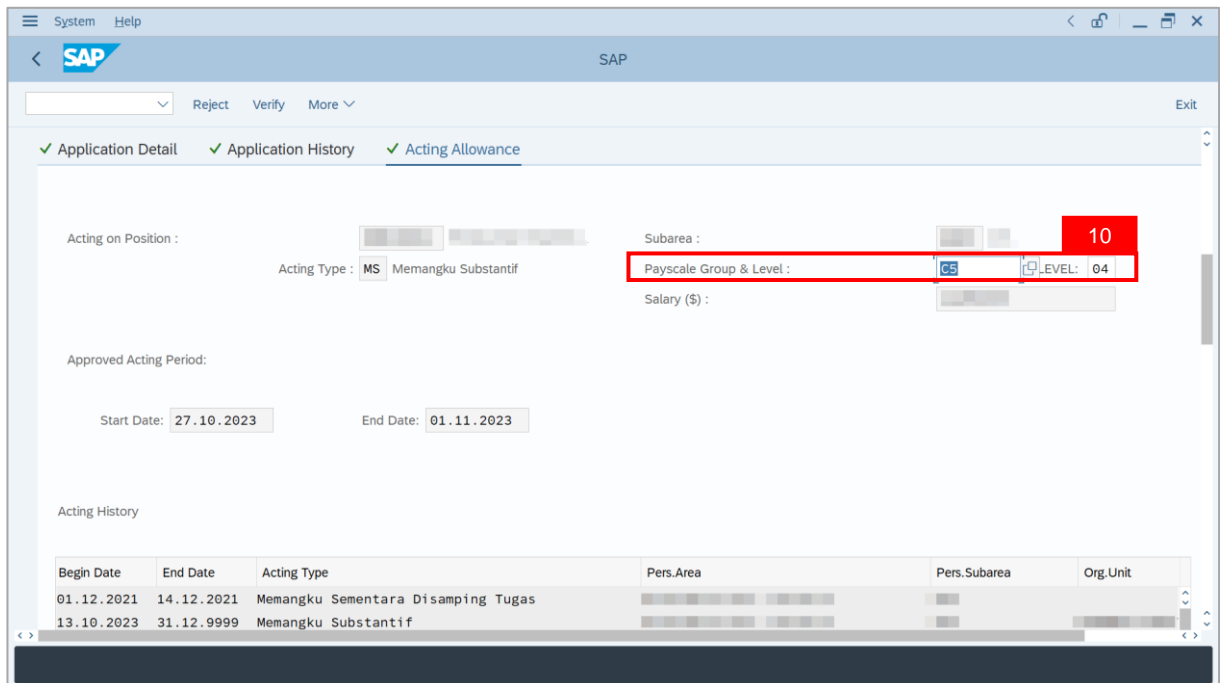 System Help
SAP
SAP
Reject Verify More Exit
Application Detail Application History Acting Allowance
Acting on Position : Subarea : 10
Acting Type : MS Memangku Substantif Payscale Group & Level : C5 LEVEL: 04
Salary ($) :
Approved Acting Period:
Start Date: 27.10.2023 End Date: 01.11.2023
Acting History
Begin Date End Date Acting Type Pers.Area Pers.Subarea Org.Unit
01.12.2021 14.12.2021 Memangku Sementara Disamping Tugas
13.10.2023 31.12.9999 Memangku Substantif